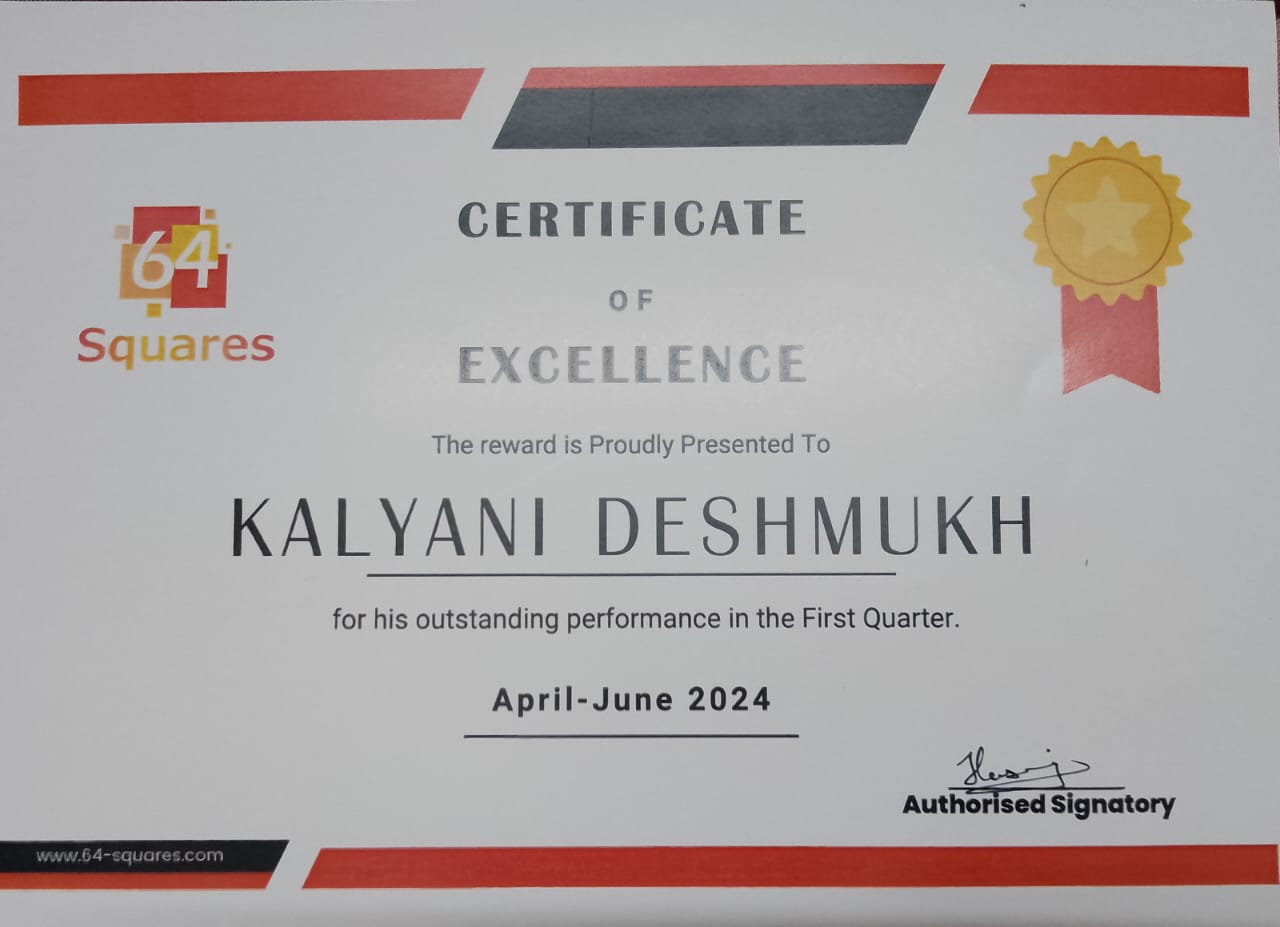 64
Squares
CERTIFICATE
OF
EXCELLENCE
The reward is Proudly Presented To
KALYANI DESHMUKH
for his outstanding performance in the First Quarter.
April-June 2024
Authorised Signatory
www.64-squares.com